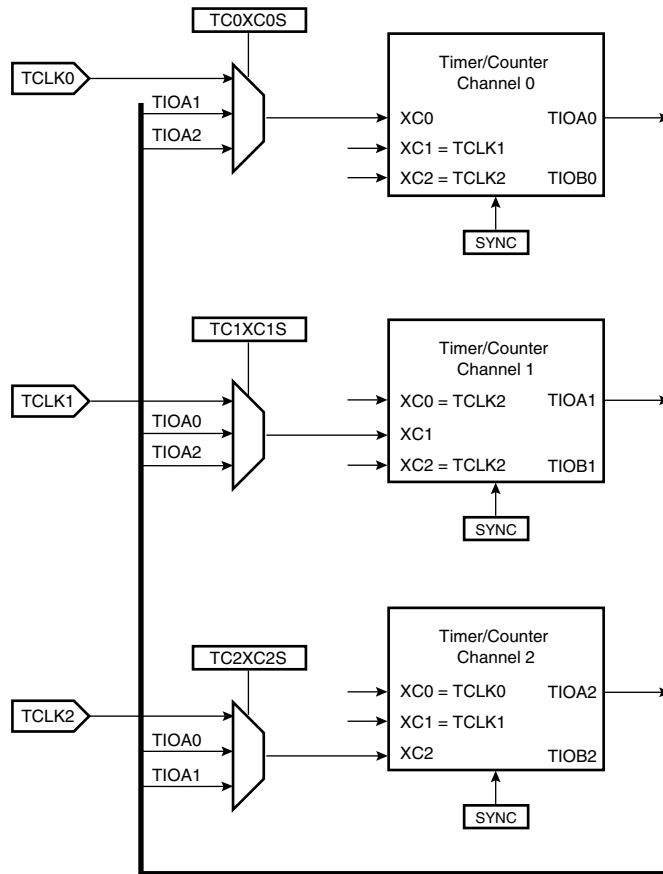 TC0XC0S
TCLK0
TIOA1
TIOA2
Timer/Counter
Channel 0
XC0
TIOA0
XC1 = TCLK1
XC2 = TCLK2
TIOB0
SYNC
TC1XC1S
TCLK1
TIOA0
TIOA2
Timer/Counter
Channel 1
XC0 = TCLK2
TIOA1
XC1
XC2 = TCLK2
TIOB1
SYNC
TC2XC2S
TCLK2
TIOA0
TIOA1
Timer/Counter
Channel 2
XC0 = TCLK0
TIOA2
XC1 = TCLK1
XC2
TIOB2
SYNC